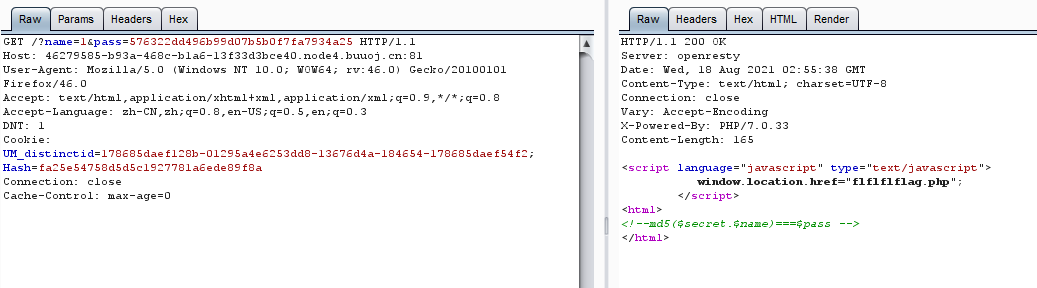 Raw Params Headers Hex
GET /?name=1&pass=576322dd496b99d07b5b0f7fa7934a25 HTTP/1.1
Host: 46279585-b93a-468c-b1a6-13f33d3bce40.node4.buuoj.cn:81
User-Agent: Mozilla/5.0 (Windows NT 10.0; WOW64; rv:46.0) Gecko/20100101
Firefox/46.0
Accept: text/html,application/xhtml+xml,application/xml;q=0.9,*/*;q=0.8
Accept-Language: zh-CN,zh;q=0.8,en-US;q=0.5,en;q=0.3
DNT: 1
Cookie:
UM_distinctid=178685daef128b-01295a4e6253dd8-13676d4a-184654-178685daef54f2;
Hash=fa25e54758d5d5c1927781a6ede89f8a
Connection: close
Cache-Control: max-age=0
Raw Headers Hex HTML Render
HTTP/1.1 200 OK
Server: openresty
Date: Wed, 18 Aug 2021 02:55:38 GMT
Content-Type: text/html; charset=UTF-8
Connection: close
Vary: Accept-Encoding
X-Powered-By: PHP/7.0.33
Content-Length: 165
<script language="javascript" type="text/javascript">
window.location.href="flflflflag.php";
</script>
<html>
<!--md5($secret.$name)===$pass -->
</html>